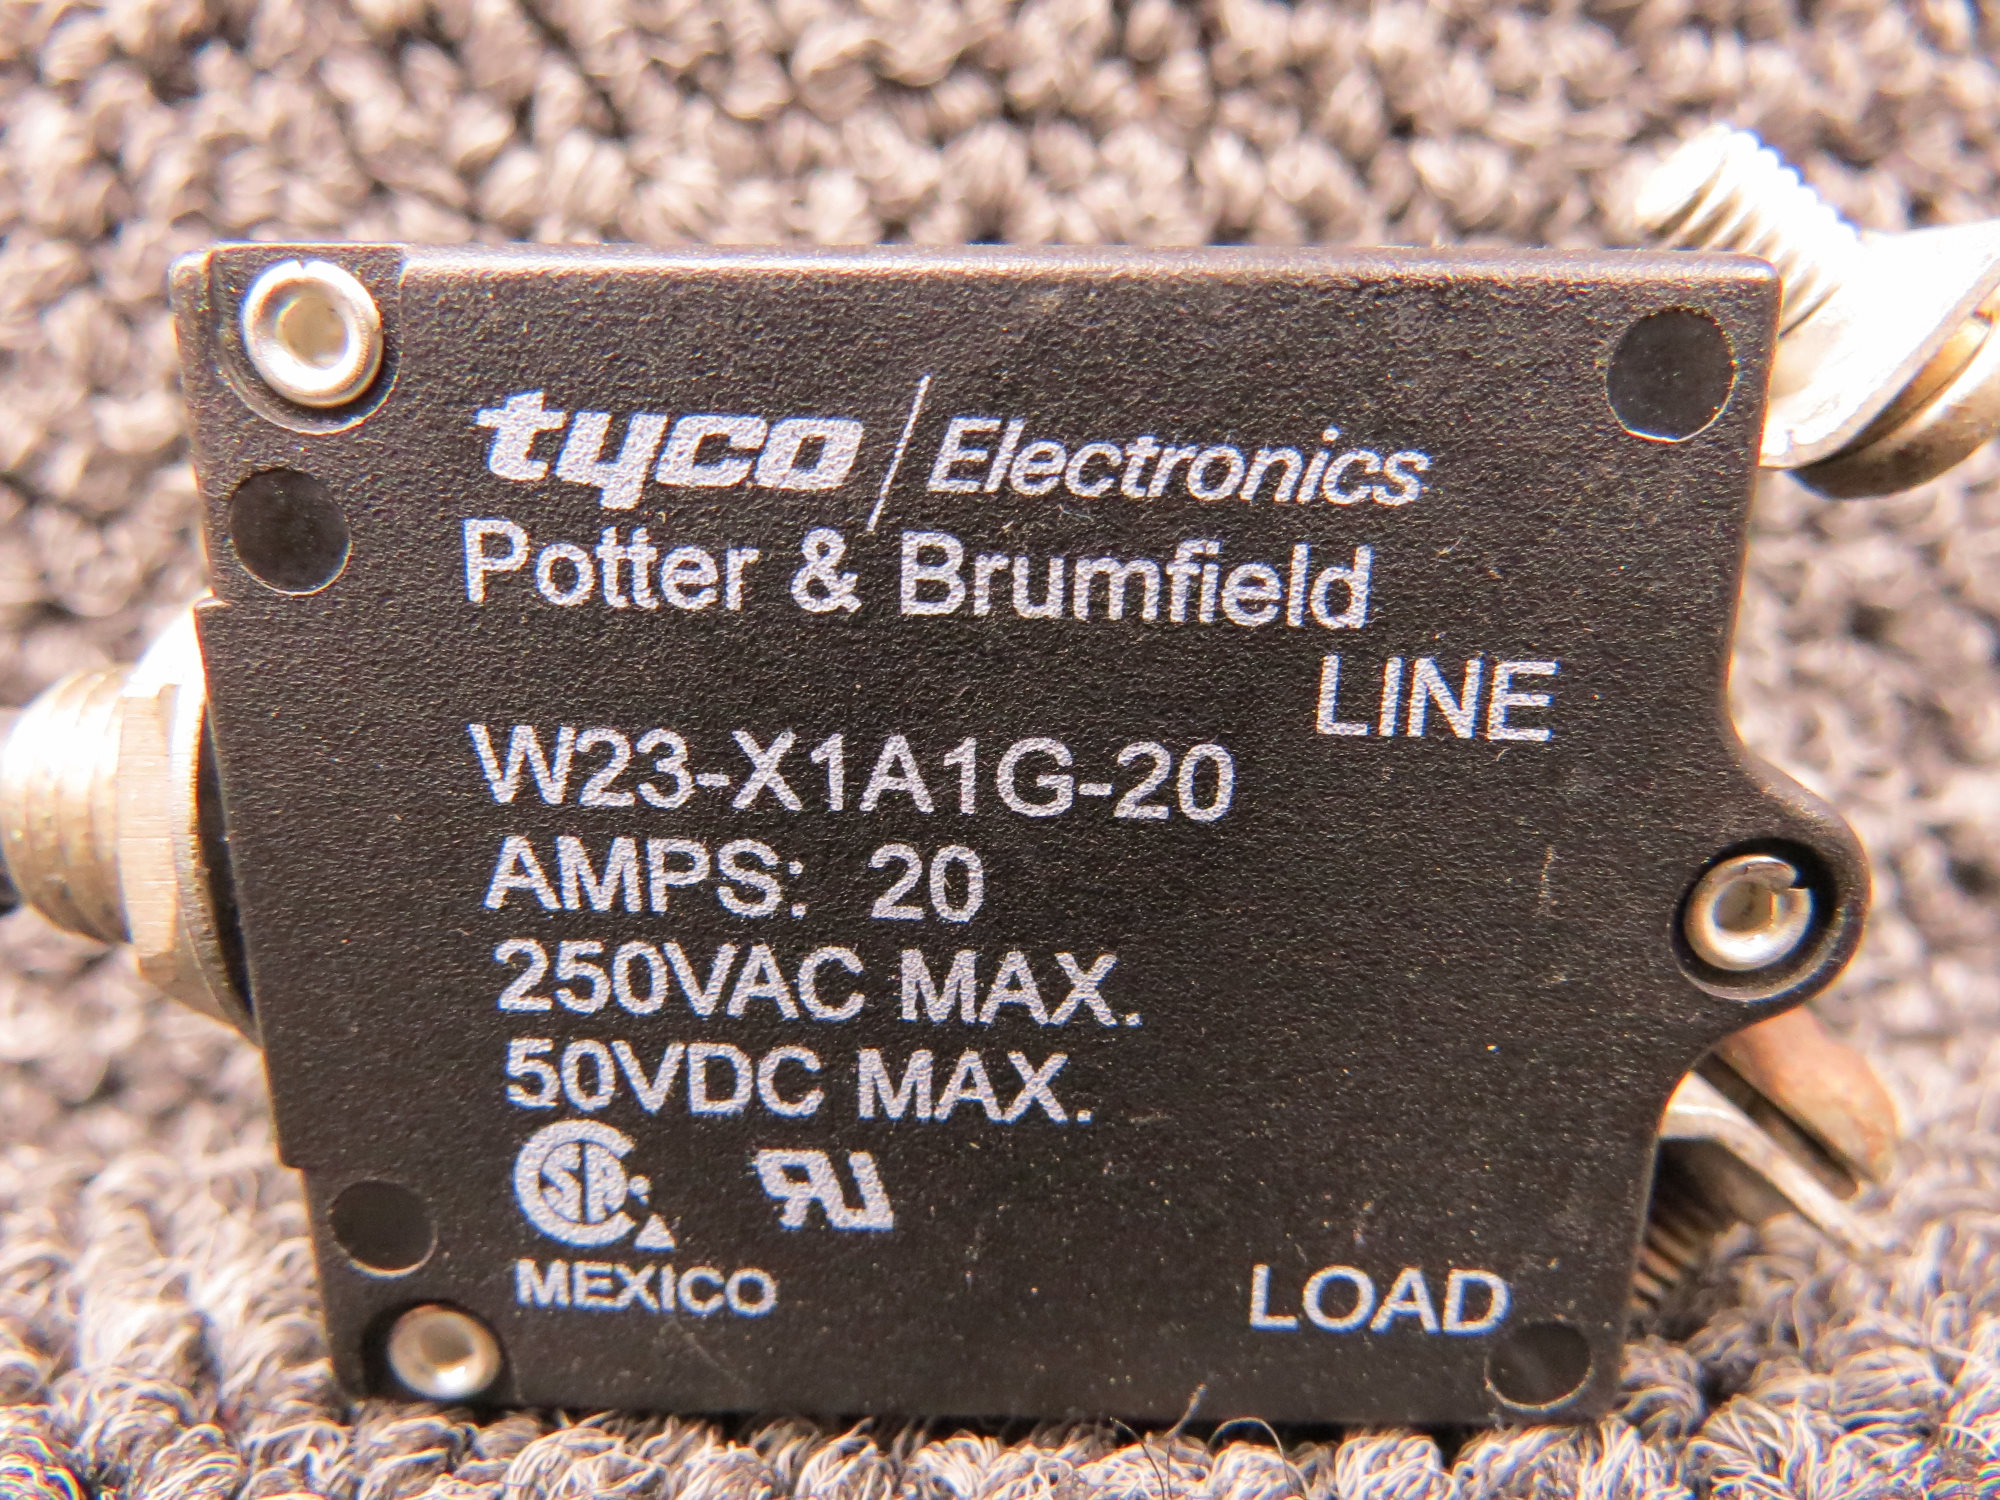 tyco / Electronics
Potter & Brumfield
LINE
W23-X1A1G-20
AMPS: 20
250VAC MAX.
50VDC MAX.
MEXICO
LOAD